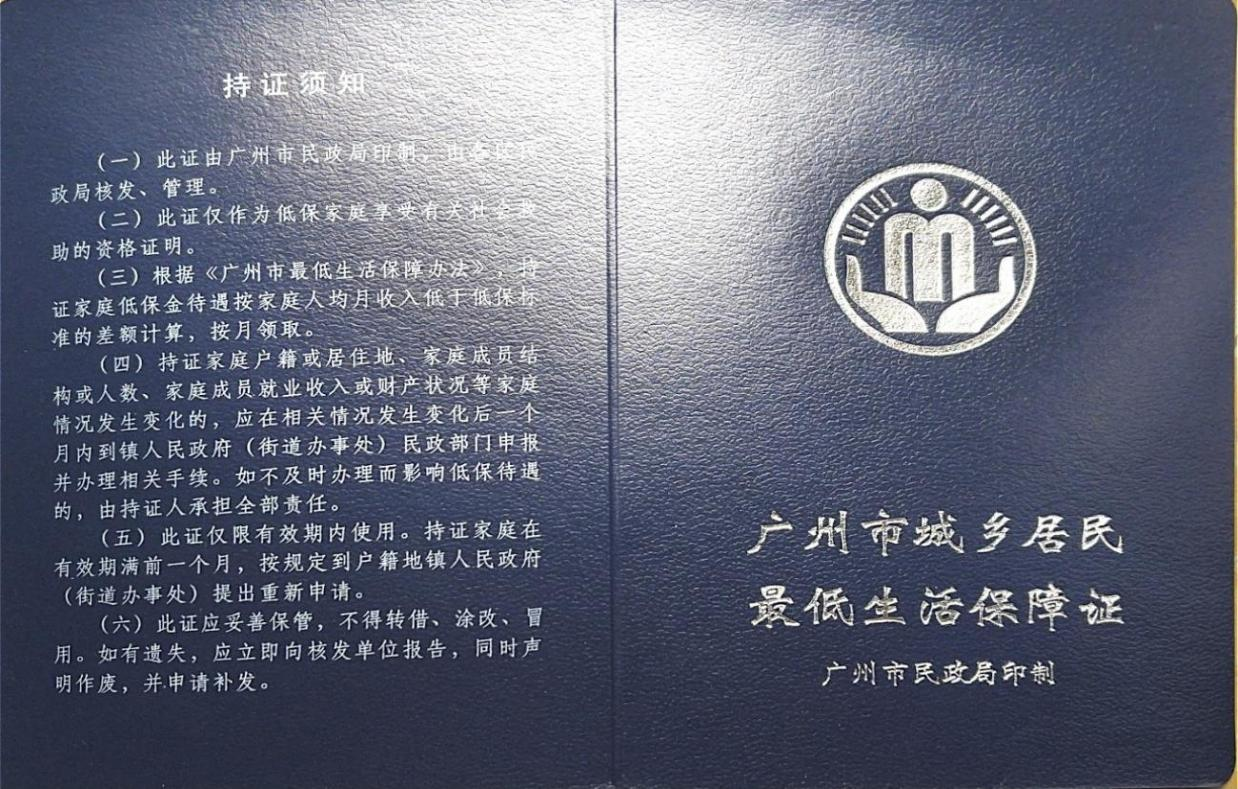 持证须知
（一）此证由广州市民政局印制，由各区民
政局核发、管理。
（二）此证仅作为低保家庭享受有关社会救
助的资格证明。
（三）根据《广州市最低生活保障办法》，持
证家庭低保金待遇按家庭人均月收入低于低保标
准的差额计算，按月领取。
（四）持证家庭户籍或居住地、家庭成员结
构或人数、家庭成员就业收入或财产状况等家庭
情况发生变化的，应在相关情况发生变化后一个
月内到镇人民政府（街道办事处）民政部门申报
并办理相关手续。如不及时办理而影响低保待遇
的，由持证人承担全部责任。
（五）此证仅限有效期内使用。持证家庭在
有效期满前一个月，按规定到户籍地镇人民政府
（街道办事处）提出重新申请。
（六）此证应妥善保管，不得转借、涂改、冒
用。如有遗失，应立即向核发单位报告，同时声
明作废，并申请补发。
广州市城乡居民
最低生活保障证
广州市民政局印制